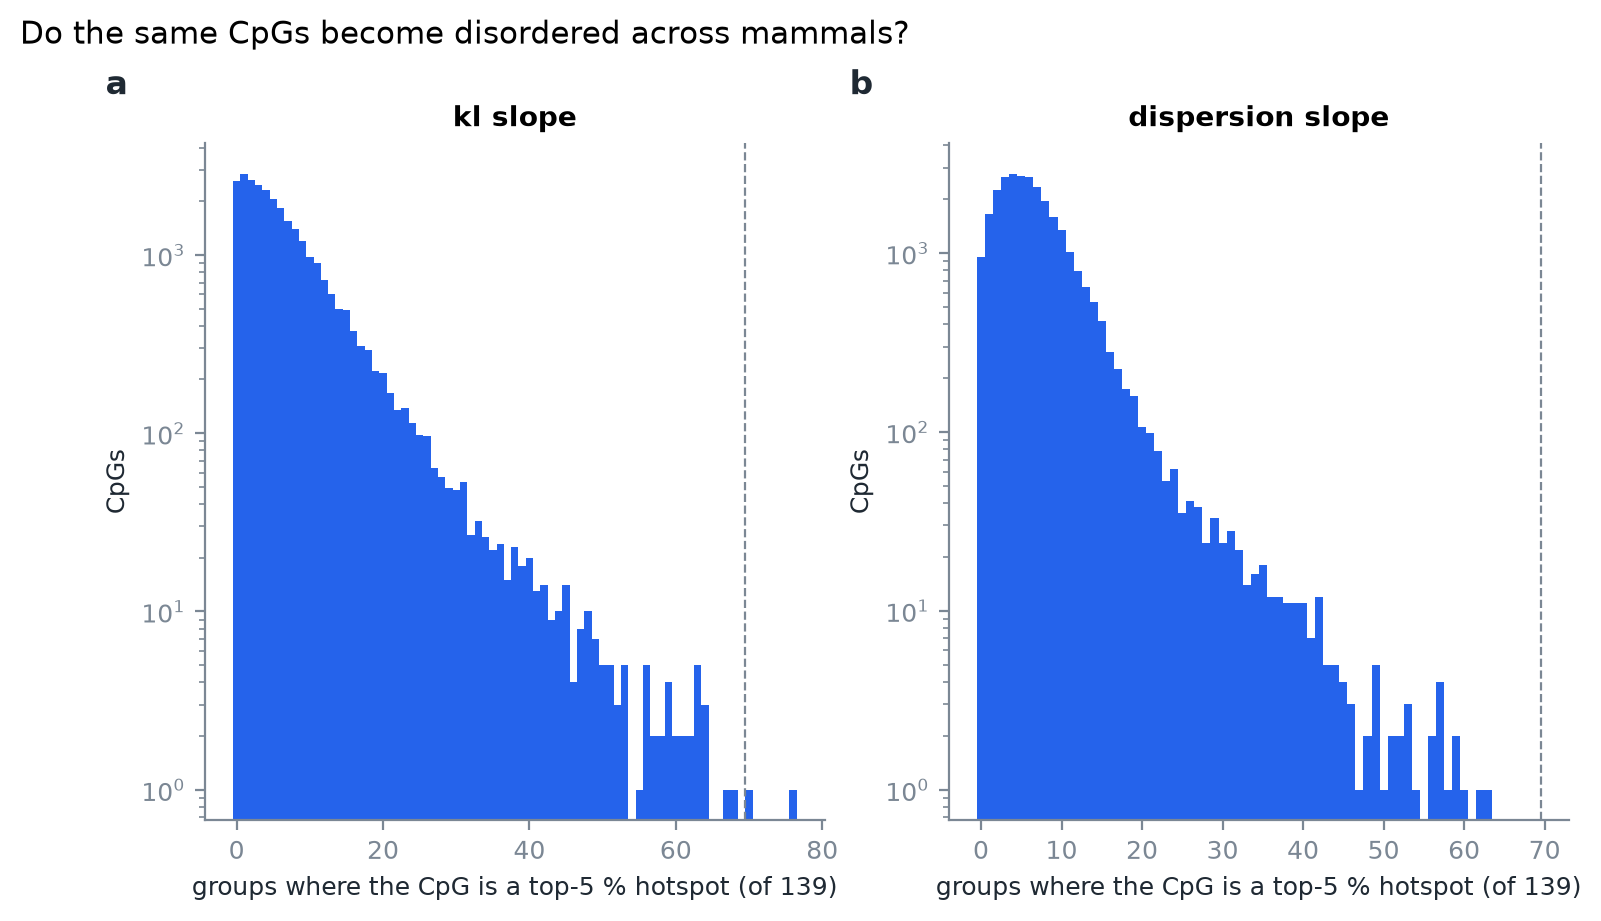 Do the same CpGs become disordered across mammals?
a
b
kl slope
dispersion slope
CpGs
10³
10²
10¹
10⁰
0 20 40 60 80
groups where the CpG is a top-5 % hotspot (of 139)
CpGs
10³
10²
10¹
10⁰
0 10 20 30 40 50 60 70
groups where the CpG is a top-5 % hotspot (of 139)